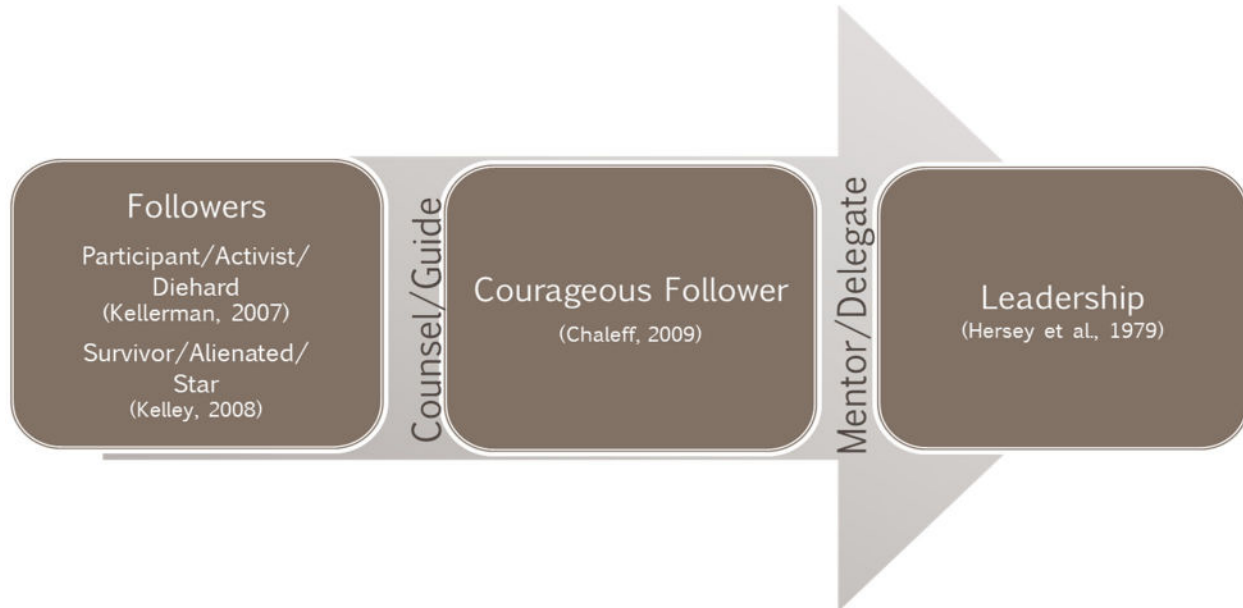 Followers
Participant/Activist/
Diehard
(Kellerman, 2007)
Survivor/Alienated/
Star
(Kelley, 2008)
Counsel/Guide
Courageous Follower
(Chaleff, 2009)
Mentor/Delegate
Leadership
(Hersey et al., 1979)